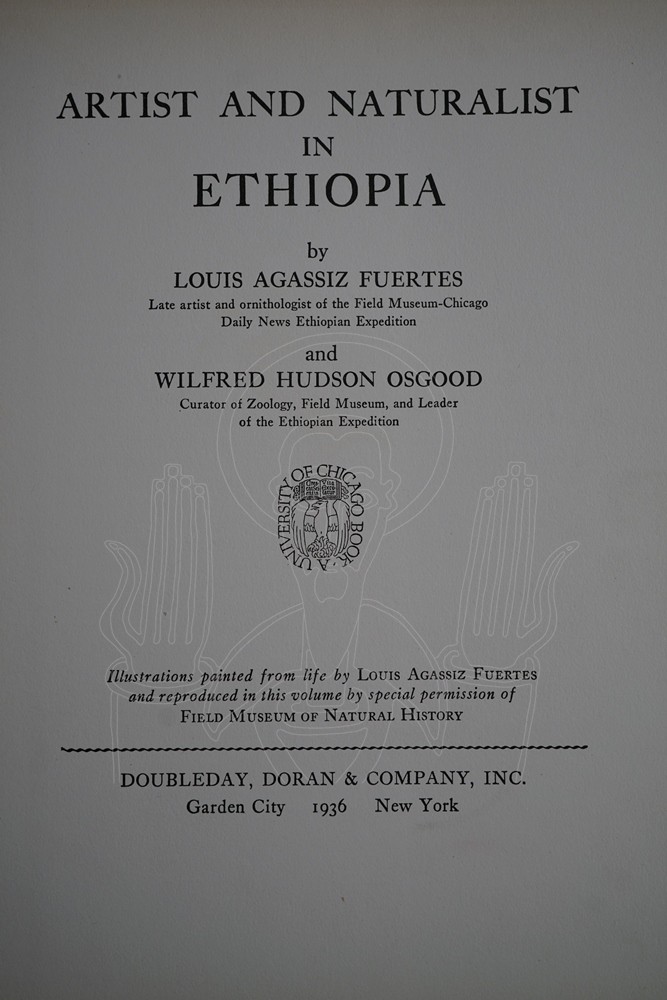 ARTIST AND NATURALIST
IN
ETHIOPIA
by
LOUIS AGASSIZ FUERTES
Late artist and ornithologist of the Field Museum-Chicago
Daily News Ethiopian Expedition
and
WILFRED HUDSON OSGOOD
Curator of Zoology, Field Museum, and Leader
of the Ethiopian Expedition
A UNIVERSITY OF CHICAGO BOOK
Illustrations painted from life by LOUIS AGASSIZ FUERTES
and reproduced in this volume by special permission of
FIELD MUSEUM OF NATURAL HISTORY
DOUBLEDAY, DORAN & COMPANY, INC.
Garden City 1936 New York